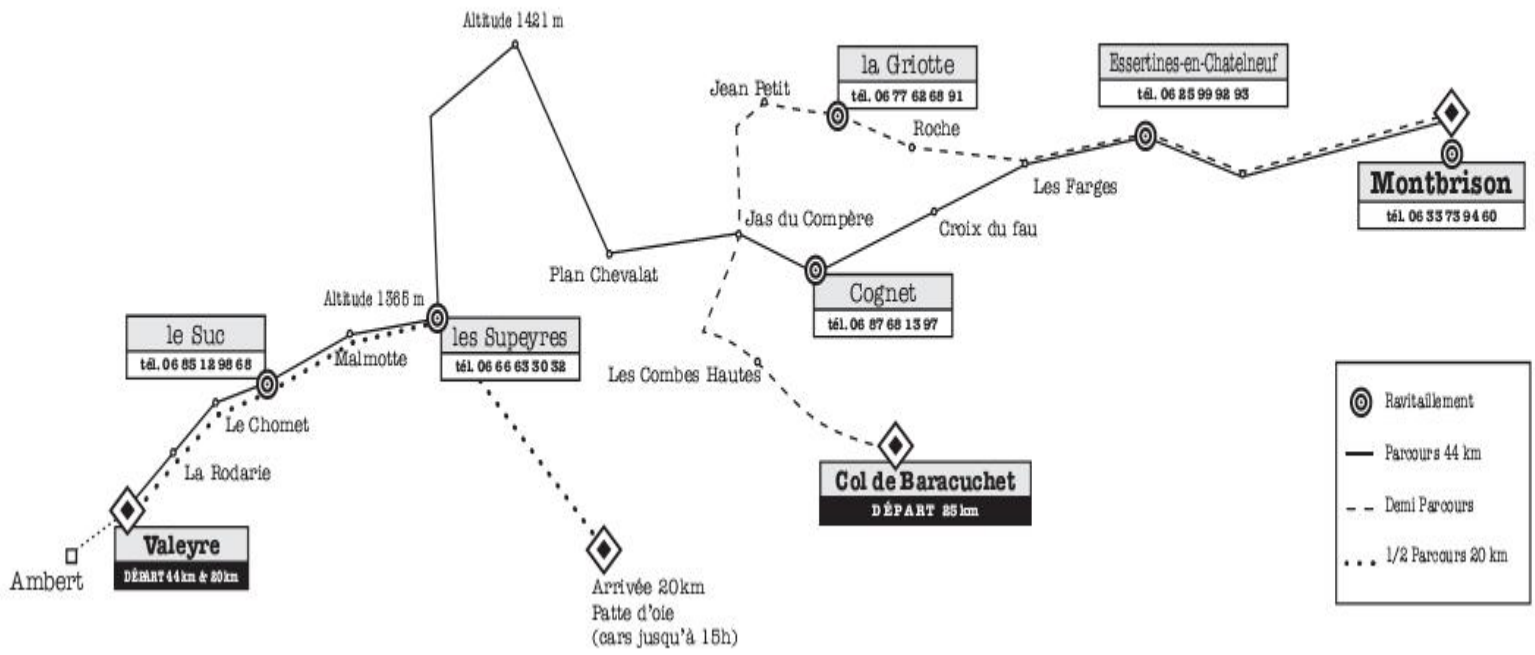 Altitude 1421 m
la Griotte
tél. 06 77 62 68 91
Essertines-en-Chatelneuf
tél. 06 25 99 92 93
Jean Petit
Roche
Les Farges
Montbrison
tél. 06 33 73 94 60
Jas du Compère
Croix du fau
Plan Chevalat
Cognet
tél. 06 87 68 13 97
Altitude 1365 m
le Suc
tél. 06 85 12 98 68
les Supeyres
tél. 06 66 63 30 32
Malmotte
Les Combes Hautes
Le Chomet
La Rodarie
Col de Baracuchet
DÉPART 25 km
Valeyre
DÉPART 44 km & 20km
Ambert
Arrivée 20km
Patte d'oie
(cars jusqu'à 15h)
Ravitaillement
Parcours 44 km
Demi Parcours
1/2 Parcours 20 km